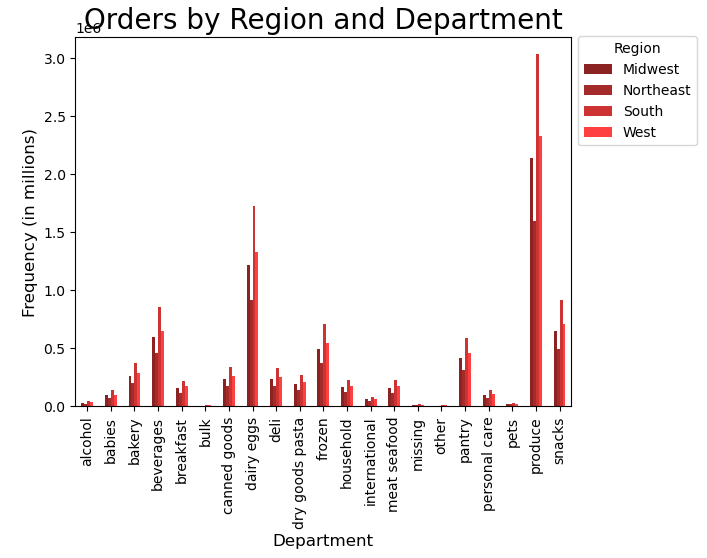 Orders by Region and Department
1e6
Region
Midwest
Northeast
South
West
Frequency (in millions)
3.0
2.5
2.0
1.5
1.0
0.5
0.0
alcohol
babies
bakery
beverages
breakfast
bulk
canned goods
dairy eggs
deli
dry goods pasta
frozen
household
international
meat seafood
missing
other
pantry
personal care
pets
produce
snacks
Department